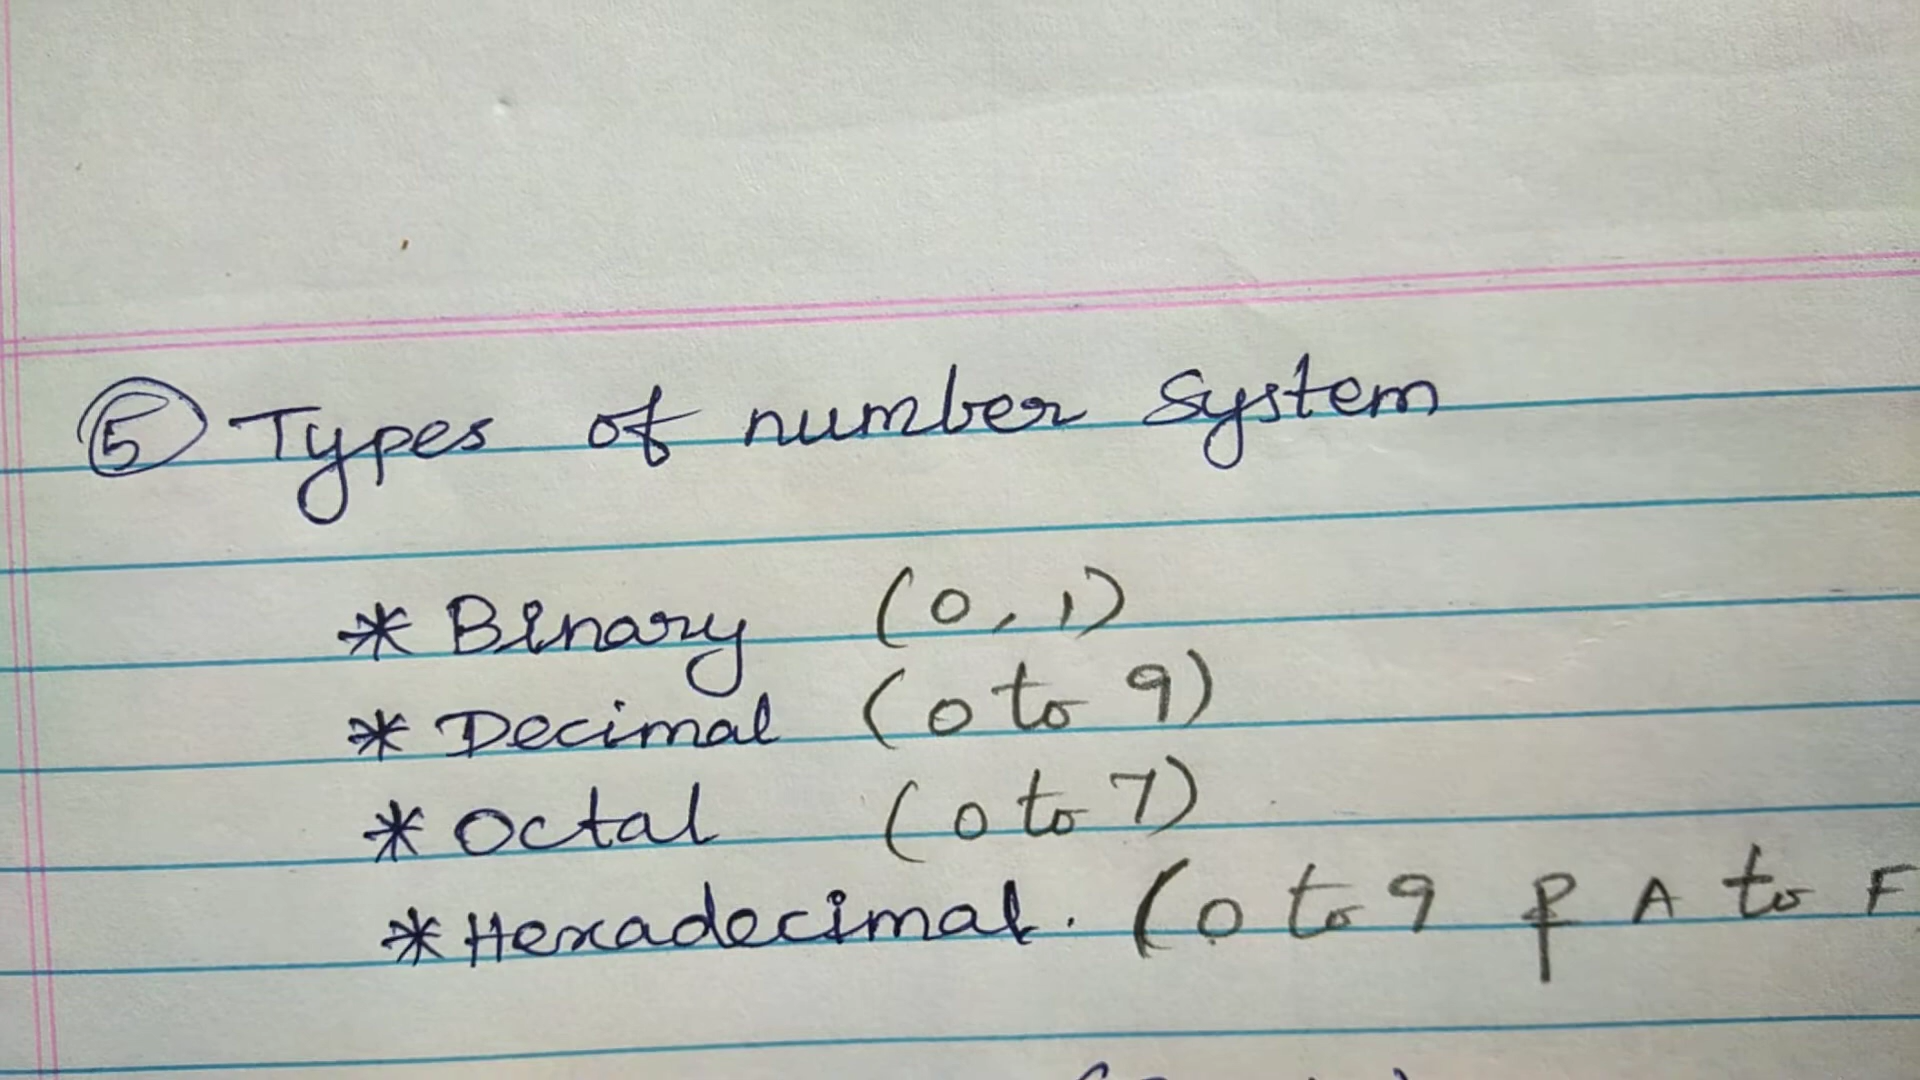 ⑤ Types of number system
* Binary (0, 1)
* Decimal (0 to 9)
* Octal (0 to 7)
* Hexadecimal. (0 to 9 & A to F